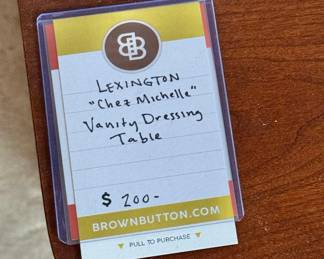 BB
LEXINGTON
"Chez Michelle"
Vanity Dressing
Table
$ 200-
BROWNBUTTON.COM
PULL TO PURCHASE